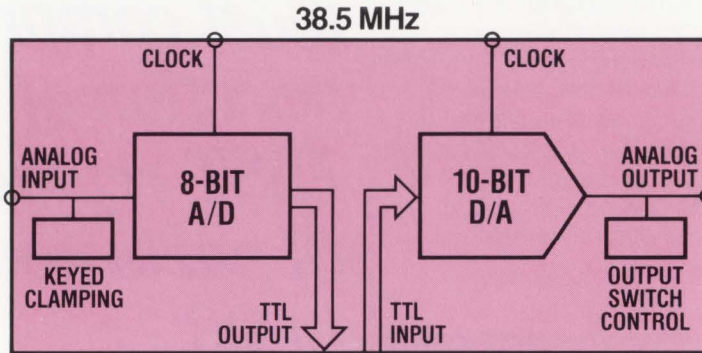 38.5 MHz
CLOCK
CLOCK
ANALOG
INPUT
8-BIT
A/D
10-BIT
D/A
ANALOG
OUTPUT
KEYED
CLAMPING
TTL
OUTPUT
TTL
INPUT
OUTPUT
SWITCH
CONTROL